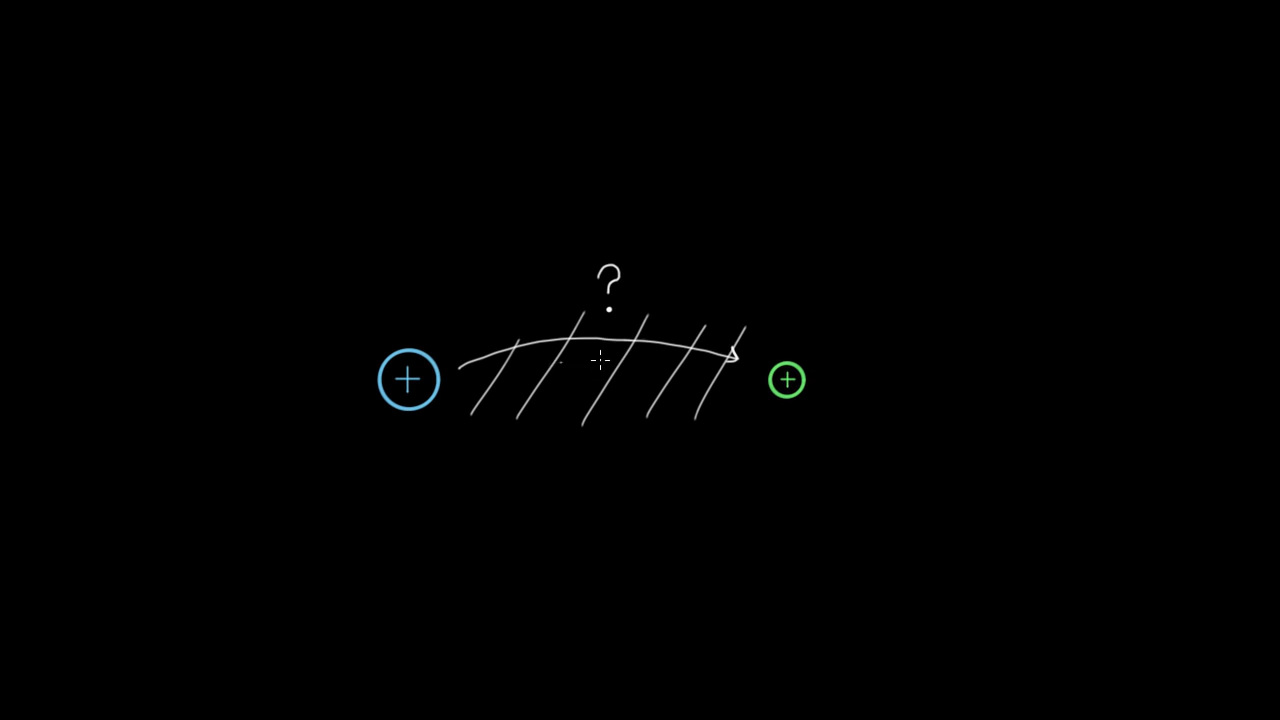 ?
+ +